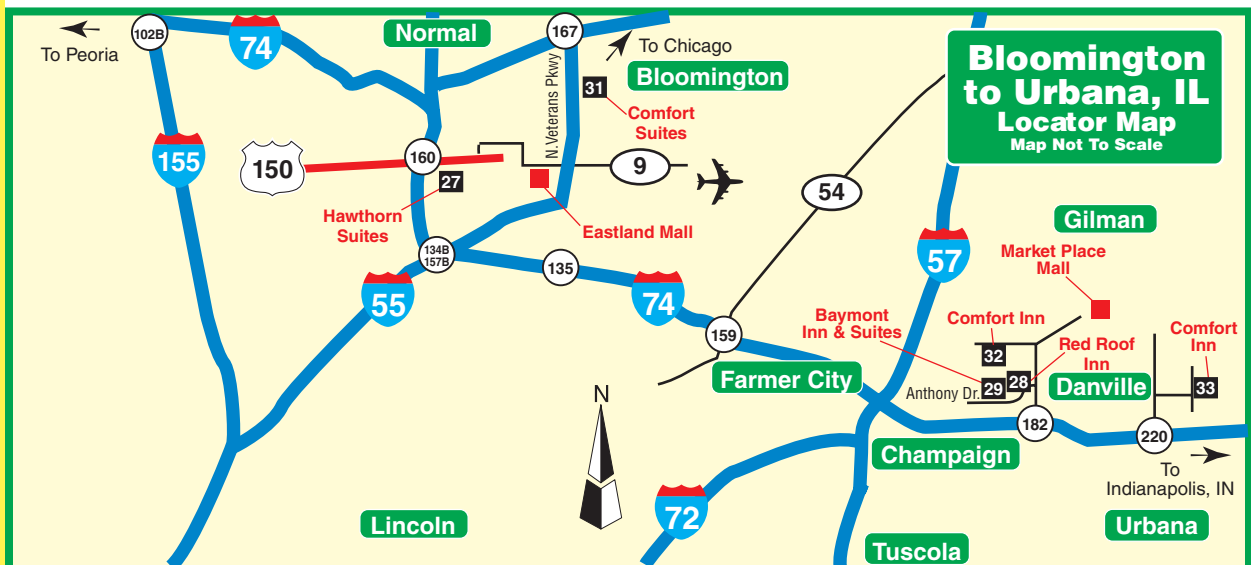 102B
To Peoria
74
Normal
167
To Chicago
Bloomington
N. Veterans Pkwy
31
Comfort
Suites
Bloomington
to Urbana, IL
Locator Map
Map Not To Scale
155
150
160
27
Hawthorn
Suites
9
Eastland Mall
54
Gilman
Market Place
Mall
134B
157B
135
55
74
57
159
Baymont
Inn & Suites
Comfort Inn
32
Red Roof
Inn
Comfort
Inn
Farmer City
Anthony Dr.
29
28
Danville
33
N
182
220
Champaign
To
Indianapolis, IN
72
Lincoln
Urbana
Tuscola